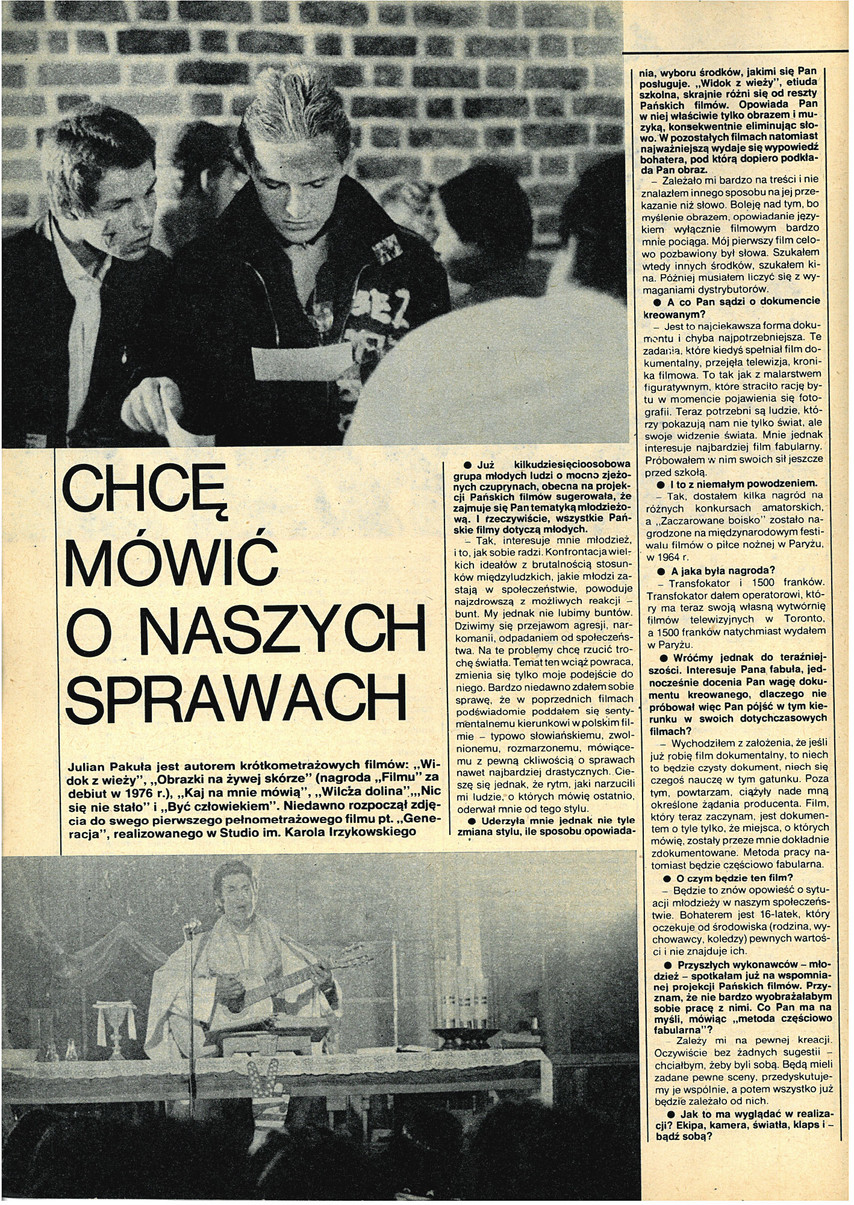 CHCĘ
MÓWIĆ
O NASZYCH
SPRAWACH
Julian Pakuła jest autorem krótkometrażowych filmów: „Wi-
dok z wieży”, „Obrazki na żywej skórze” (nagroda „Filmu” za
debiut w 1976 r.), „Kaj na mnie mówią”, „Wilcza dolina”„,Nic
się nie stało” i „Być człowiekiem”. Niedawno rozpoczął zdję-
cia do swego pierwszego pełnometrażowego filmu pt. „Gene-
racja”, realizowanego w Studio im. Karola Irzykowskiego
● Już kilkudziesięcioosobowa
grupa młodych ludzi o mocno zjeżo-
nych czuprynach, obecna na projek-
cji Pańskich filmów sugerowała, że
zajmuje się Pan tematyką młodzieżo-
wą. I rzeczywiście, wszystkie Pań-
skie filmy dotyczą młodych.
– Tak, interesuje mnie młodzież,
i to, jak sobie radzi. Konfrontacja wiel-
kich ideałów z brutalnością stosun-
ków międzyludzkich, jakie młodzi za-
stają w społeczeństwie, powoduje
najzdrowszą z możliwych reakcji –
bunt. My jednak nie lubimy buntów.
Dziwimy się przejawom agresji, nar-
komanii, odpadaniem od społeczeńs-
twa. Na te problemy chcę rzucić tro-
chę światła. Temat ten wciąż powraca,
zmienia się tylko moje podejście do
niego. Bardzo niedawno zdałem sobie
sprawę, że w poprzednich filmach
podświadomie poddałem się senty-
mentalnemu kierunkowi w polskim fil-
mie – typowo słowiańskiemu, zwol-
nionemu, rozmarzonemu, mówiące-
mu z pewną ckliwością o sprawach
nawet najbardziej drastycznych. Cie-
szę się jednak, że rytm, jaki narzucili
mi ludzie, o których mówię ostatnio,
oderwał mnie od tego stylu.
● Uderzyła mnie jednak nie tyle
zmiana stylu, ile sposobu opowiada-
nia, wyboru środków, jakimi się Pan
posługuje. „Widok z wieży”, etiuda
szkolna, skrajnie różni się od reszty
Pańskich filmów. Opowiada Pan
w niej właściwie tylko obrazem i mu-
zyką, konsekwentnie eliminując sło-
wo. W pozostałych filmach natomiast
najważniejszą wydaje się wypowiedź
bohatera, pod którą dopiero podkła-
da Pan obraz.
– Zależało mi bardzo na treści i nie
znalazłem innego sposobu na jej prze-
kazanie niż słowo. Boleję nad tym, bo
myślenie obrazem, opowiadanie języ-
kiem wyłącznie filmowym bardzo
mnie pociąga. Mój pierwszy film celo-
wo pozbawiony był słowa. Szukałem
wtedy innych środków, szukałem ki-
na. Później musiałem liczyć się z wy-
maganiami dystrybutorów.
● A co Pan sądzi o dokumencie
kreowanym?
– Jest to najciekawsza forma doku-
mentu i chyba najpotrzebniejsza. Te
zadania, które kiedyś spełniał film do-
kumentalny, przejęła telewizja, kroni-
ka filmowa. To tak jak z malarstwem
figuratywnym, które straciło rację by-
tu w momencie pojawienia się foto-
grafii. Teraz potrzebni są ludzie, któ-
rzy pokazują nam nie tylko świat, ale
swoje widzenie świata. Mnie jednak
interesuje najbardziej film fabularny.
Próbowałem w nim swoich sił jeszcze
przed szkołą.
● I to z niemałym powodzeniem.
– Tak, dostałem kilka nagród na
różnych konkursach amatorskich,
a „Zaczarowane boisko” zostało na-
grodzone na międzynarodowym festi-
walu filmów o piłce nożnej w Paryżu,
w 1964 r.
● A jaka była nagroda?
– Transfokator i 1500 franków.
Transfokator dałem operatorowi, któ-
ry ma teraz swoją własną wytwórnię
filmów telewizyjnych w Toronto,
a 1500 franków natychmiast wydałem
w Paryżu.
● Wróćmy jednak do teraźniej-
szości. Interesuje Pana fabuła, jed-
nocześnie docenia Pan wagę doku-
mentu kreowanego, dlaczego nie
próbował więc Pan pójść w tym kie-
runku w swoich dotychczasowych
filmach?
– Wychodziłem z założenia, że jeśli
już robię film dokumentalny, to niech
to będzie czysty dokument, niech się
czegoś nauczę w tym gatunku. Poza
tym, powtarzam, ciążyły nade mną
określone żądania producenta. Film,
który teraz zaczynam, jest dokumen-
tem o tyle tylko, że miejsca, o których
mówię, zostały przeze mnie dokładnie
zdokumentowane. Metoda pracy na-
tomiast będzie częściowo fabularna.
● O czym będzie ten film?
– Będzie to znów opowieść o sytu-
acji młodzieży w naszym społeczeńs-
twie. Bohaterem jest 16-latek, który
oczekuje od środowiska (rodzina, wy-
chowawcy, koledzy) pewnych wartoś-
ci i nie znajduje ich.
● Przyszłych wykonawców – mło-
dzież – spotkałam już na wspomnia-
nej projekcji Pańskich filmów. Przy-
znam, że nie bardzo wyobrażałabym
sobie pracę z nimi. Co Pan ma na
myśli, mówiąc „metoda częściowo
fabularna”?
– Zależy mi na pewnej kreacji.
Oczywiście bez żadnych sugestii –
chciałbym, żeby byli sobą. Będą mieli
zadane pewne sceny, przedyskutuje-
my je wspólnie, a potem wszystko już
będzie zależało od nich.
● Jak to ma wyglądać w realiza-
cji? Ekipa, kamera, światła, klaps i –
bądź sobą?